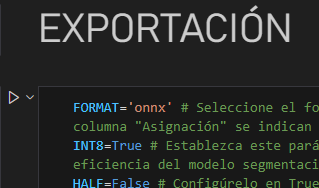 EXPORTACIÓN
FORMAT='onnx' # Seleccione el fo
columna "Asignación" se indican
INT8=True # Establezca este pará
eficiencia del modelo segmentaci
HALF=False # Configúrelo en True